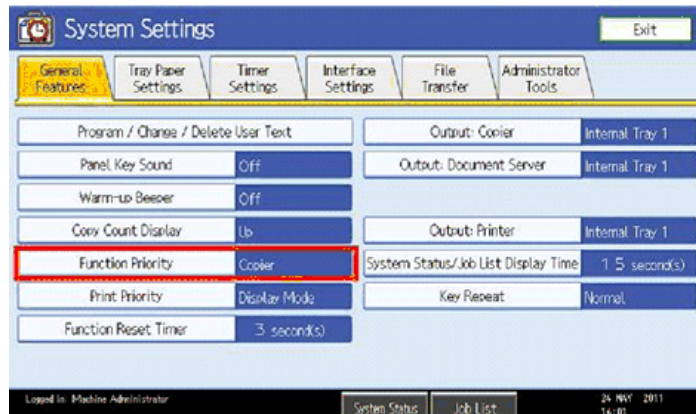 System Settings
Exit
General Features
Tray Paper Settings
Timer Settings
Interface Settings
File Transfer
Administrator Tools
Program / Change / Delete User Text
Output: Copier Internal Tray 1
Panel Key Sound Off
Output: Document Server Internal Tray 1
Warm-up Beeper Off
Copy Count Display Up
Output: Printer Internal Tray 1
Function Priority Copier
System Status/Job List Display Time 15 second(s)
Print Priority Display Mode
Key Repeat Normal
Function Reset Timer 3 second(s)
Logged in: Machine Administrator
System Status
Job List
24 MAY 2011
14:01